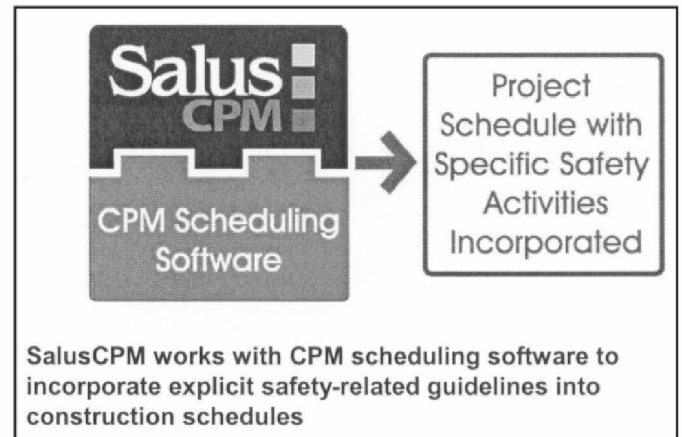 Salus
CPM
CPM Scheduling
Software
Project
Schedule with
Specific Safety
Activities
Incorporated
SalusCPM works with CPM scheduling software to
incorporate explicit safety-related guidelines into
construction schedules